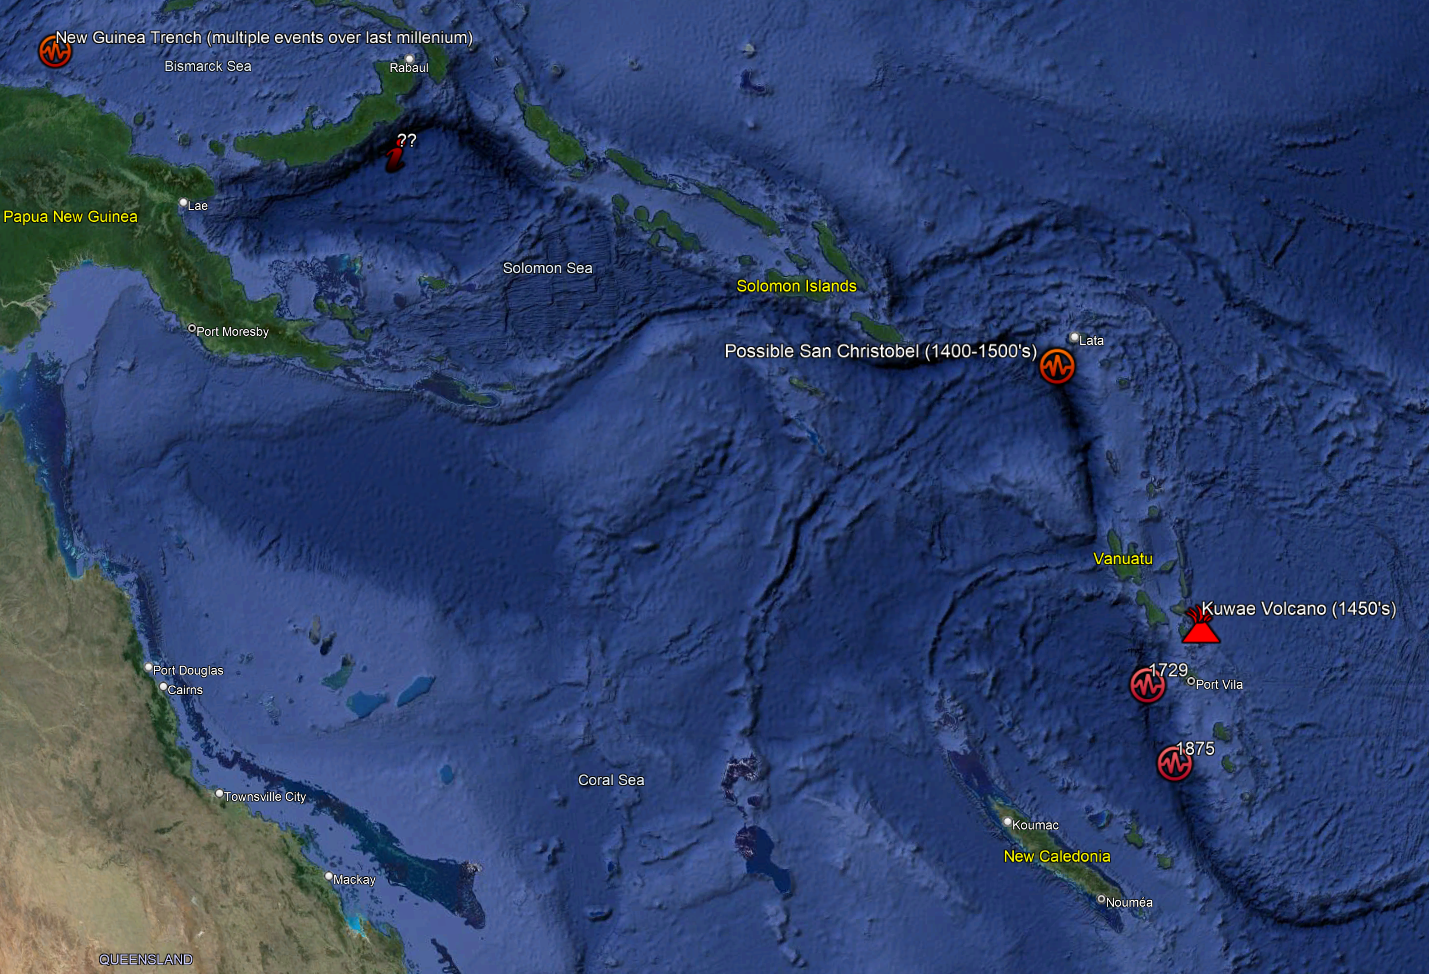 New Guinea Trench (multiple events over last millenium)
Bismarck Sea
Rabaul
??
Lae
Papua New Guinea
Solomon Sea
Solomon Islands
Port Moresby
Lata
Possible San Christobel (1400-1500's)
Vanuatu
Kuwae Volcano (1450's)
Port Douglas
1729
Port Vila
Cairns
1875
Coral Sea
Townsville City
Koumac
New Caledonia
Mackay
Nouméa
QUEENSLAND